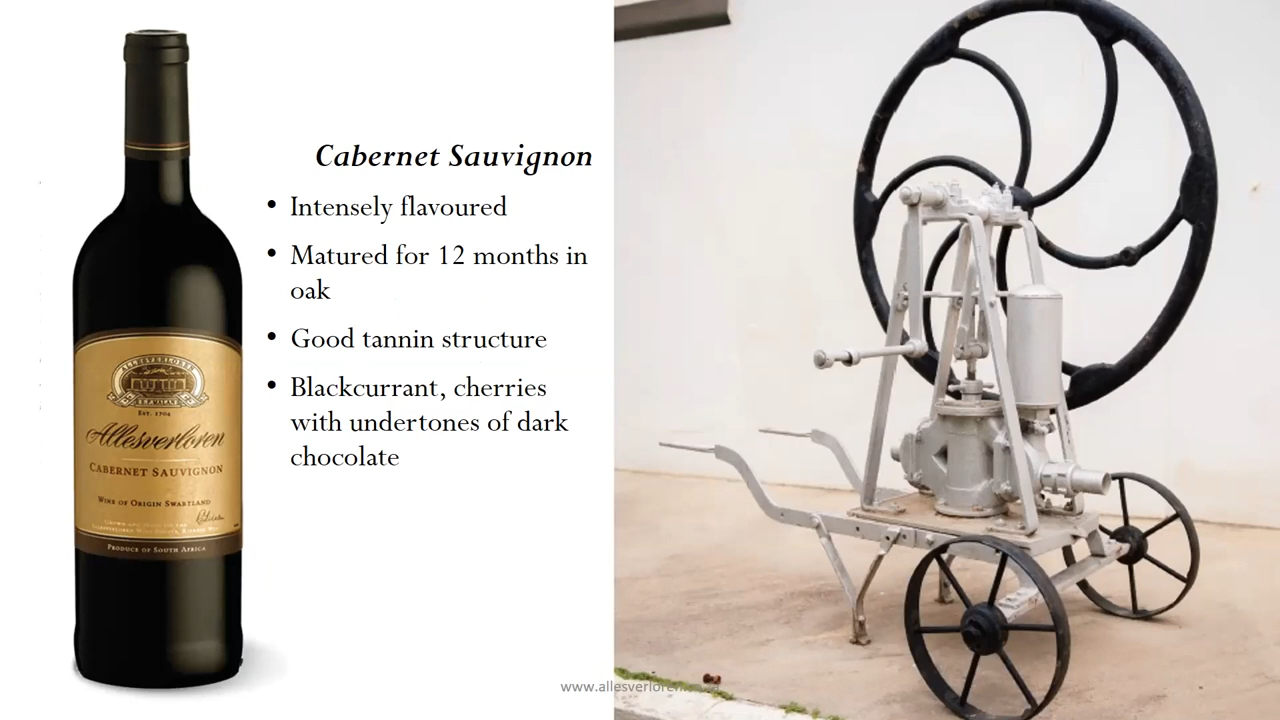 Cabernet Sauvignon
• Intensely flavoured
• Matured for 12 months in
oak
• Good tannin structure
• Blackcurrant, cherries
with undertones of dark
chocolate
ALLESVERLOREN
EST. 1704
Allesverloren
CABERNET SAUVIGNON
WINE OF ORIGIN SWARTLAND
PRODUCE OF SOUTH AFRICA